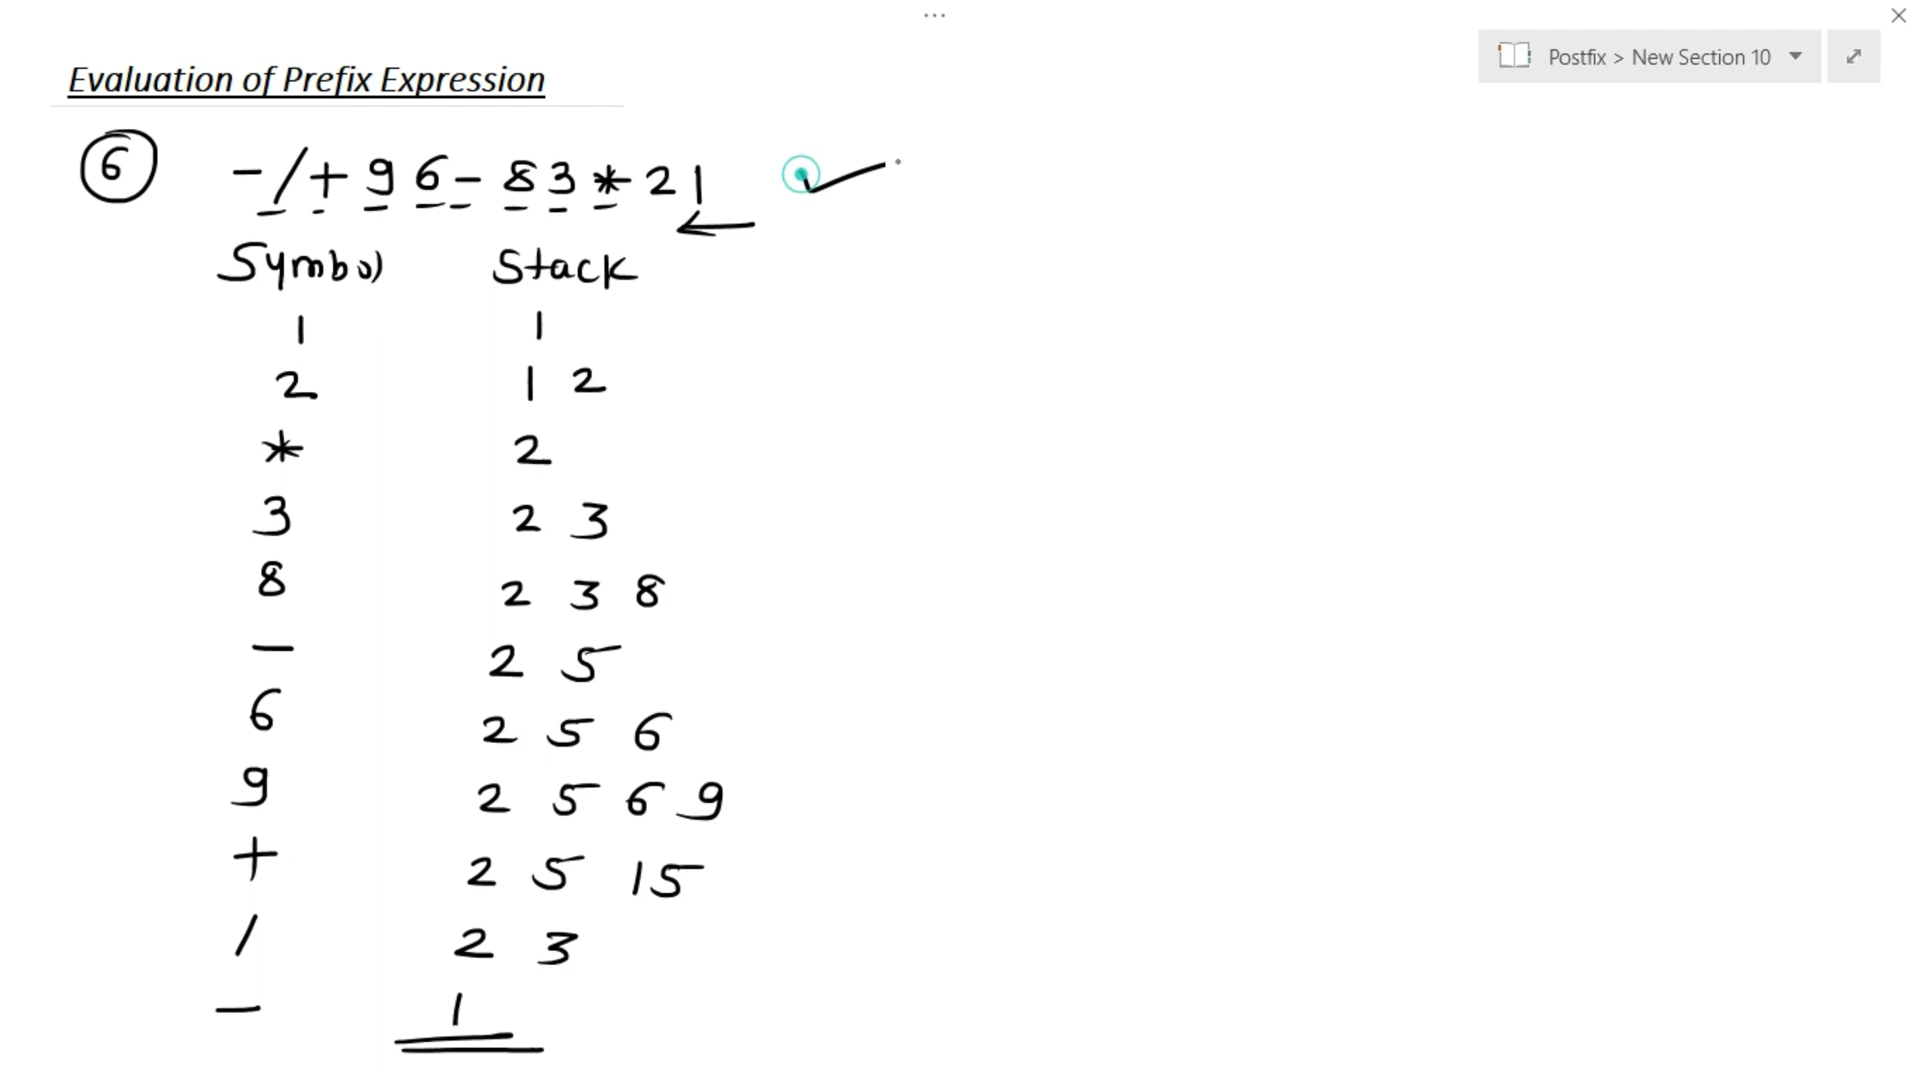 ...
Postfix > New Section 10
Evaluation of Prefix Expression
6 - / + 9 6 - 8 3 * 2 1
Symbol Stack
1 1
2 1 2
* 2
3 2 3
8 2 3 8
- 2 5
6 2 5 6
9 2 5 6 9
+ 2 5 15
/ 2 3
- 1